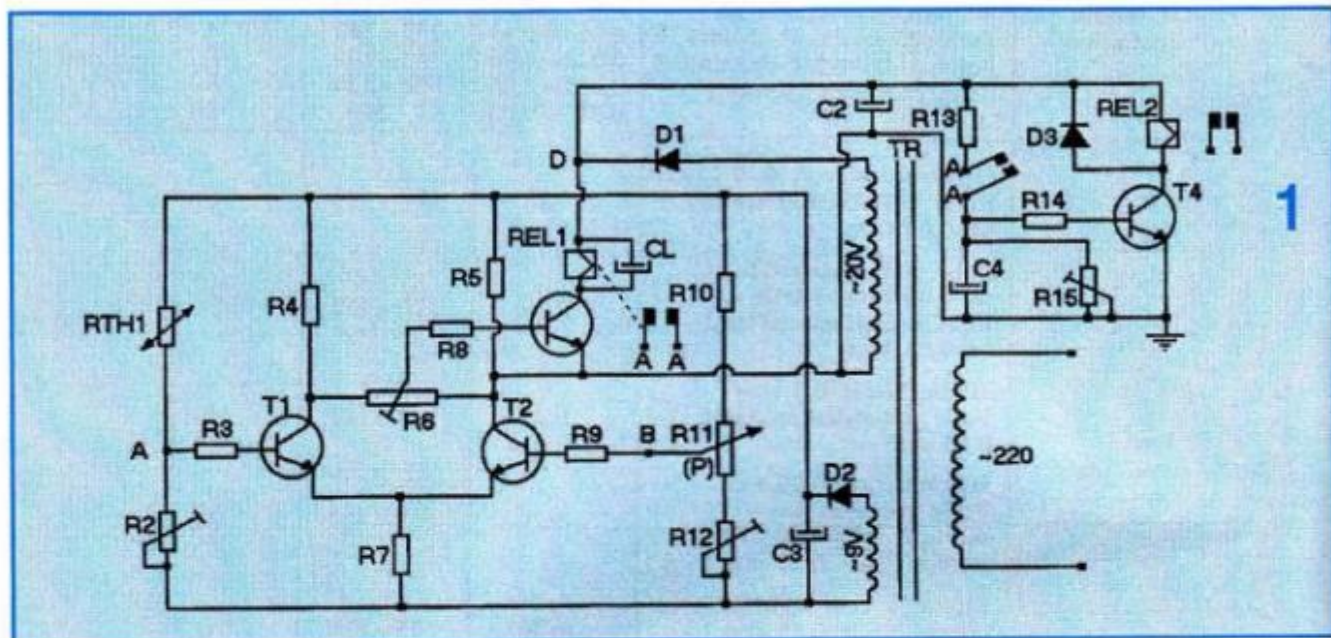 C2
R13
REL2
D3
D
D1
TR
A
A
R14
T4
1
REL1
CL
R5
~20V
R10
C4
R15
R4
RTH1
R8
A A
T1
R6
T2
R3
A
R9
B
R11
(P)
D2
~220
R2
R7
R12
C3
~9V